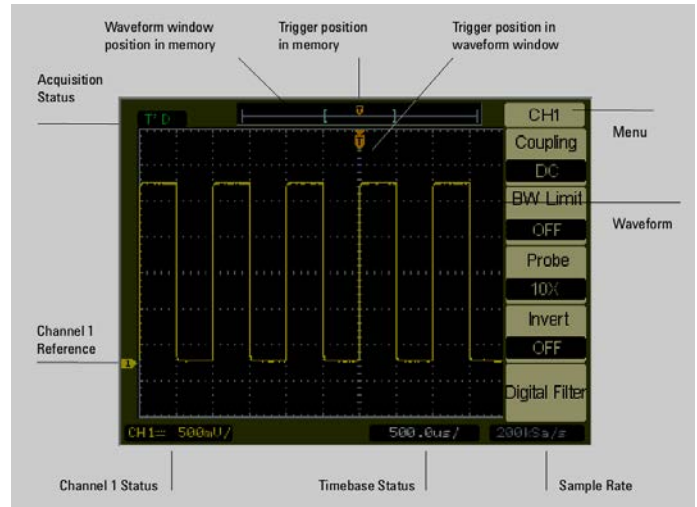 Waveform window
position in memory
Trigger position
in memory
Trigger position in
waveform window
Acquisition
Status
T'D
T
CH1
Menu
Coupling
DC
BW Limit
OFF
Waveform
Probe
10X
Invert
OFF
Channel 1
Reference
1
Digital Filter
CH1= 500mV/
500.0us/
200kSa/s
Channel 1 Status
Timebase Status
Sample Rate